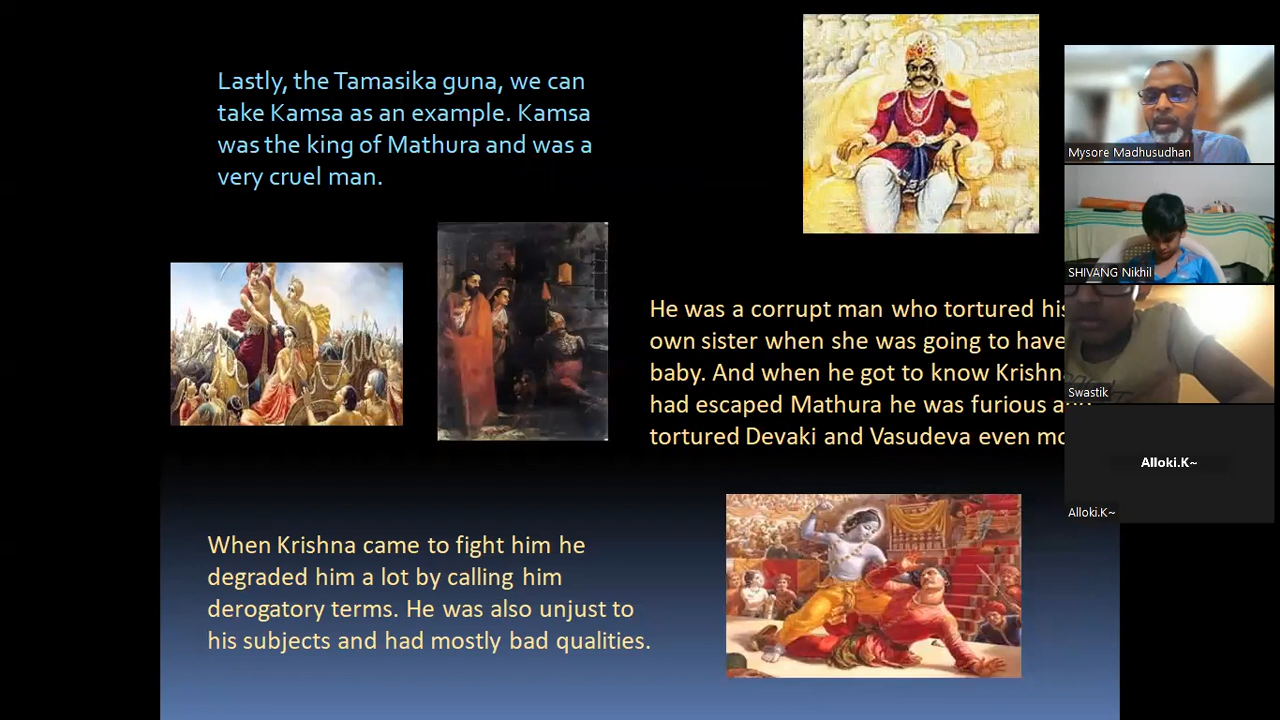 Lastly, the Tamasika guna, we can
take Kamsa as an example. Kamsa
was the king of Mathura and was a
very cruel man.
He was a corrupt man who tortured his
own sister when she was going to have
baby. And when he got to know Krishna
had escaped Mathura he was furious and
tortured Devaki and Vasudeva even
When Krishna came to fight him he
degraded him a lot by calling him
derogatory terms. He was also unjust to
his subjects and had mostly bad qualities.
Mysore Madhusudhan
SHIVANG Nikhil
Swastik
Alloki.K~
Alloki.K~